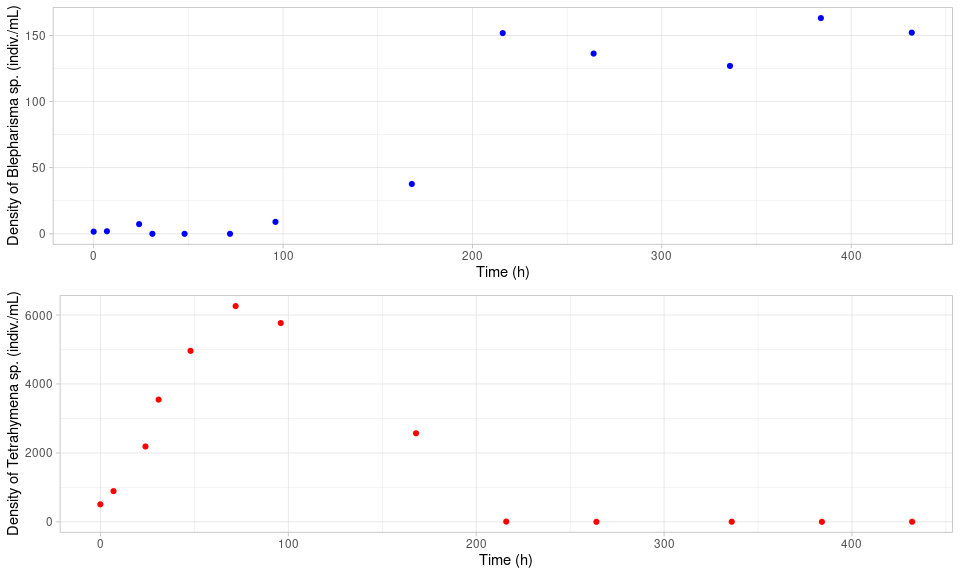 Density of Blepharisma sp. (indiv./mL)
150
100
50
0
0 100 200 300 400
Time (h)
Density of Tetrahymena sp. (indiv./mL)
6000
4000
2000
0
0 100 200 300 400
Time (h)